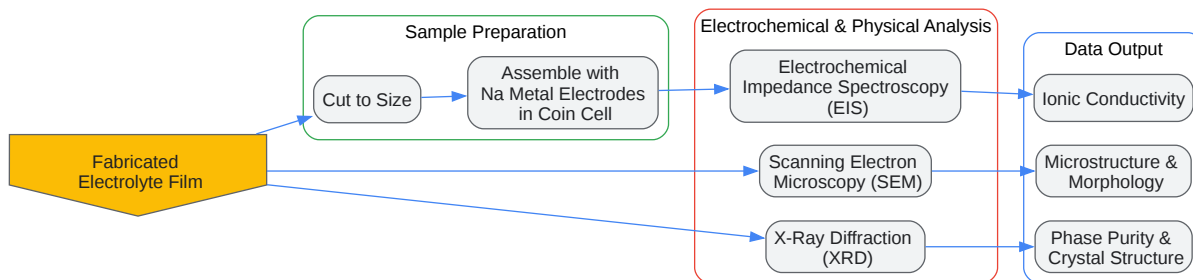 Sample Preparation
Electrochemical & Physical Analysis
Data Output
Cut to Size
Assemble with
Na Metal Electrodes
in Coin Cell
Electrochemical
Impedance Spectroscopy
(EIS)
Ionic Conductivity
Fabricated
Electrolyte Film
Scanning Electron
Microscopy (SEM)
Microstructure &
Morphology
X-Ray Diffraction
(XRD)
Phase Purity &
Crystal Structure